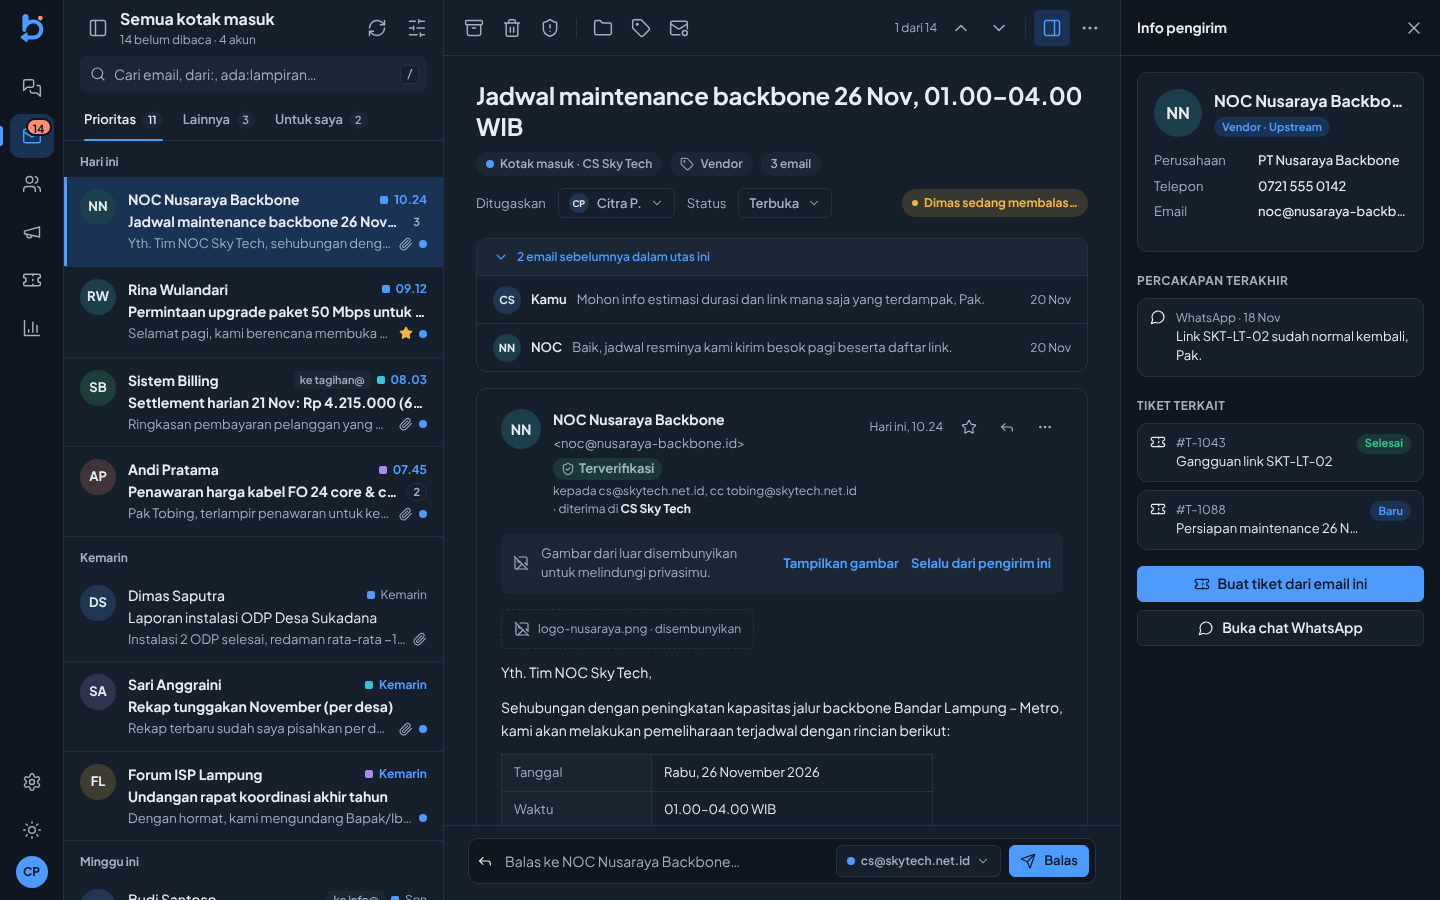 14
CP
Semua kotak masuk
14 belum dibaca · 4 akun
Cari email, dari:, ada:lampiran...
/
Prioritas 11
Lainnya 3
Untuk saya 2
Hari ini
NN
NOC Nusaraya Backbone
10.24
Jadwal maintenance backbone 26 Nov...
3
Yth. Tim NOC Sky Tech, sehubungan deng...
RW
Rina Wulandari
09.12
Permintaan upgrade paket 50 Mbps untuk ...
Selamat pagi, kami berencana membuka ...
SB
Sistem Billing
ke tagihan@
08.03
Settlement harian 21 Nov: Rp 4.215.000 (6...
Ringkasan pembayaran pelanggan yang ...
AP
Andi Pratama
07.45
Penawaran harga kabel FO 24 core & c...
2
Pak Tobing, terlampir penawaran untuk ke...
Kemarin
DS
Dimas Saputra
Kemarin
Laporan instalasi ODP Desa Sukadana
Instalasi 2 ODP selesai, redaman rata-rata −1...
SA
Sari Anggraini
Kemarin
Rekap tunggakan November (per desa)
Rekap terbaru sudah saya pisahkan per d...
FL
Forum ISP Lampung
Kemarin
Undangan rapat koordinasi akhir tahun
Dengan hormat, kami mengundang Bapak/Ib...
Minggu ini
Budi Santoso
ke info@
Sen
1 dari 14
Jadwal maintenance backbone 26 Nov, 01.00–04.00
WIB
Kotak masuk · CS Sky Tech
Vendor
3 email
Ditugaskan
CP Citra P.
Status
Terbuka
Dimas sedang membalas...
2 email sebelumnya dalam utas ini
CS
Kamu
Mohon info estimasi durasi dan link mana saja yang terdampak, Pak.
20 Nov
NN
NOC
Baik, jadwal resminya kami kirim besok pagi beserta daftar link.
20 Nov
NN
NOC Nusaraya Backbone
Hari ini, 10.24
<noc@nusaraya-backbone.id>
Terverifikasi
kepada cs@skytech.net.id, cc tobing@skytech.net.id
· diterima di CS Sky Tech
Gambar dari luar disembunyikan
untuk melindungi privasimu.
Tampilkan gambar
Selalu dari pengirim ini
logo-nusaraya.png · disembunyikan
Yth. Tim NOC Sky Tech,
Sehubungan dengan peningkatan kapasitas jalur backbone Bandar Lampung – Metro,
kami akan melakukan pemeliharaan terjadwal dengan rincian berikut:
Tanggal
Rabu, 26 November 2026
Waktu
01.00–04.00 WIB
Balas ke NOC Nusaraya Backbone...
cs@skytech.net.id
Balas
Info pengirim
NN
NOC Nusaraya Backbo...
Vendor · Upstream
Perusahaan
PT Nusaraya Backbone
Telepon
0721 555 0142
Email
noc@nusaraya-backb...
PERCAKAPAN TERAKHIR
WhatsApp · 18 Nov
Link SKT-LT-02 sudah normal kembali,
Pak.
TIKET TERKAIT
#T-1043
Selesai
Gangguan link SKT-LT-02
#T-1088
Baru
Persiapan maintenance 26 N...
Buat tiket dari email ini
Buka chat WhatsApp